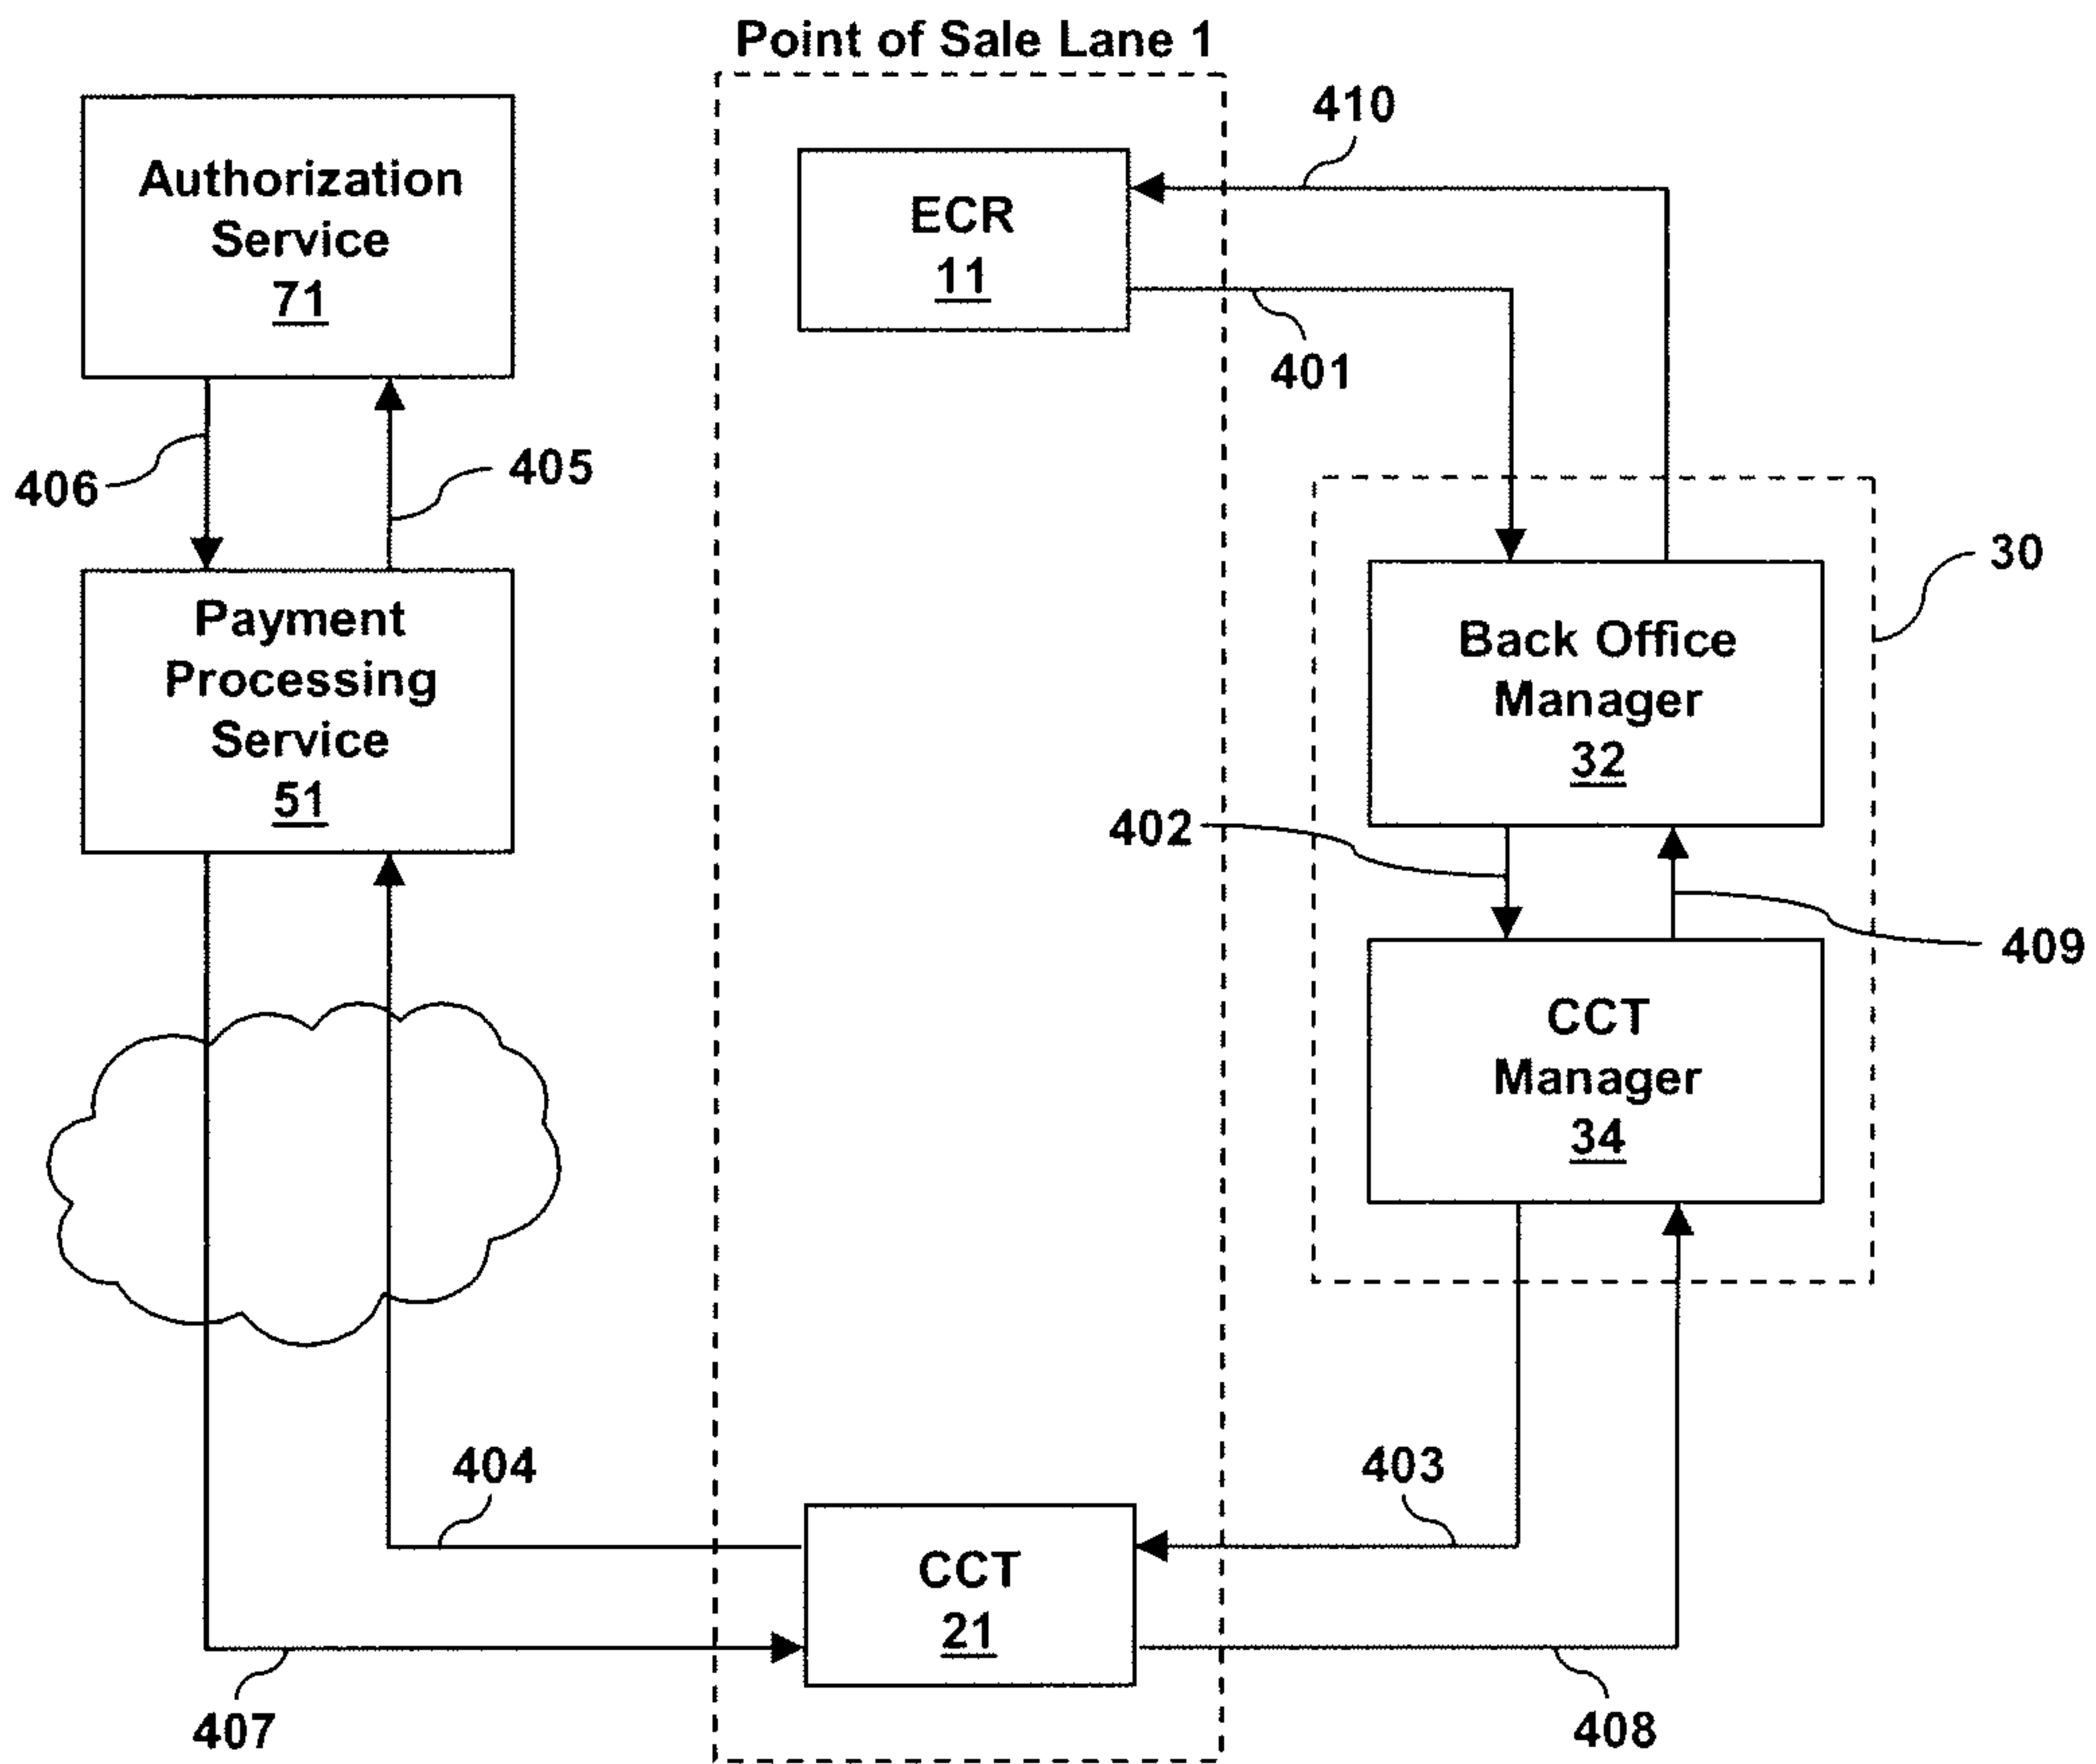 Point of Sale Lane 1
410
Authorization
Service
71
ECR
11
401
406
405
30
Payment
Processing
Service
51
Back Office
Manager
32
402
409
CCT
Manager
34
404
403
CCT
21
407
408